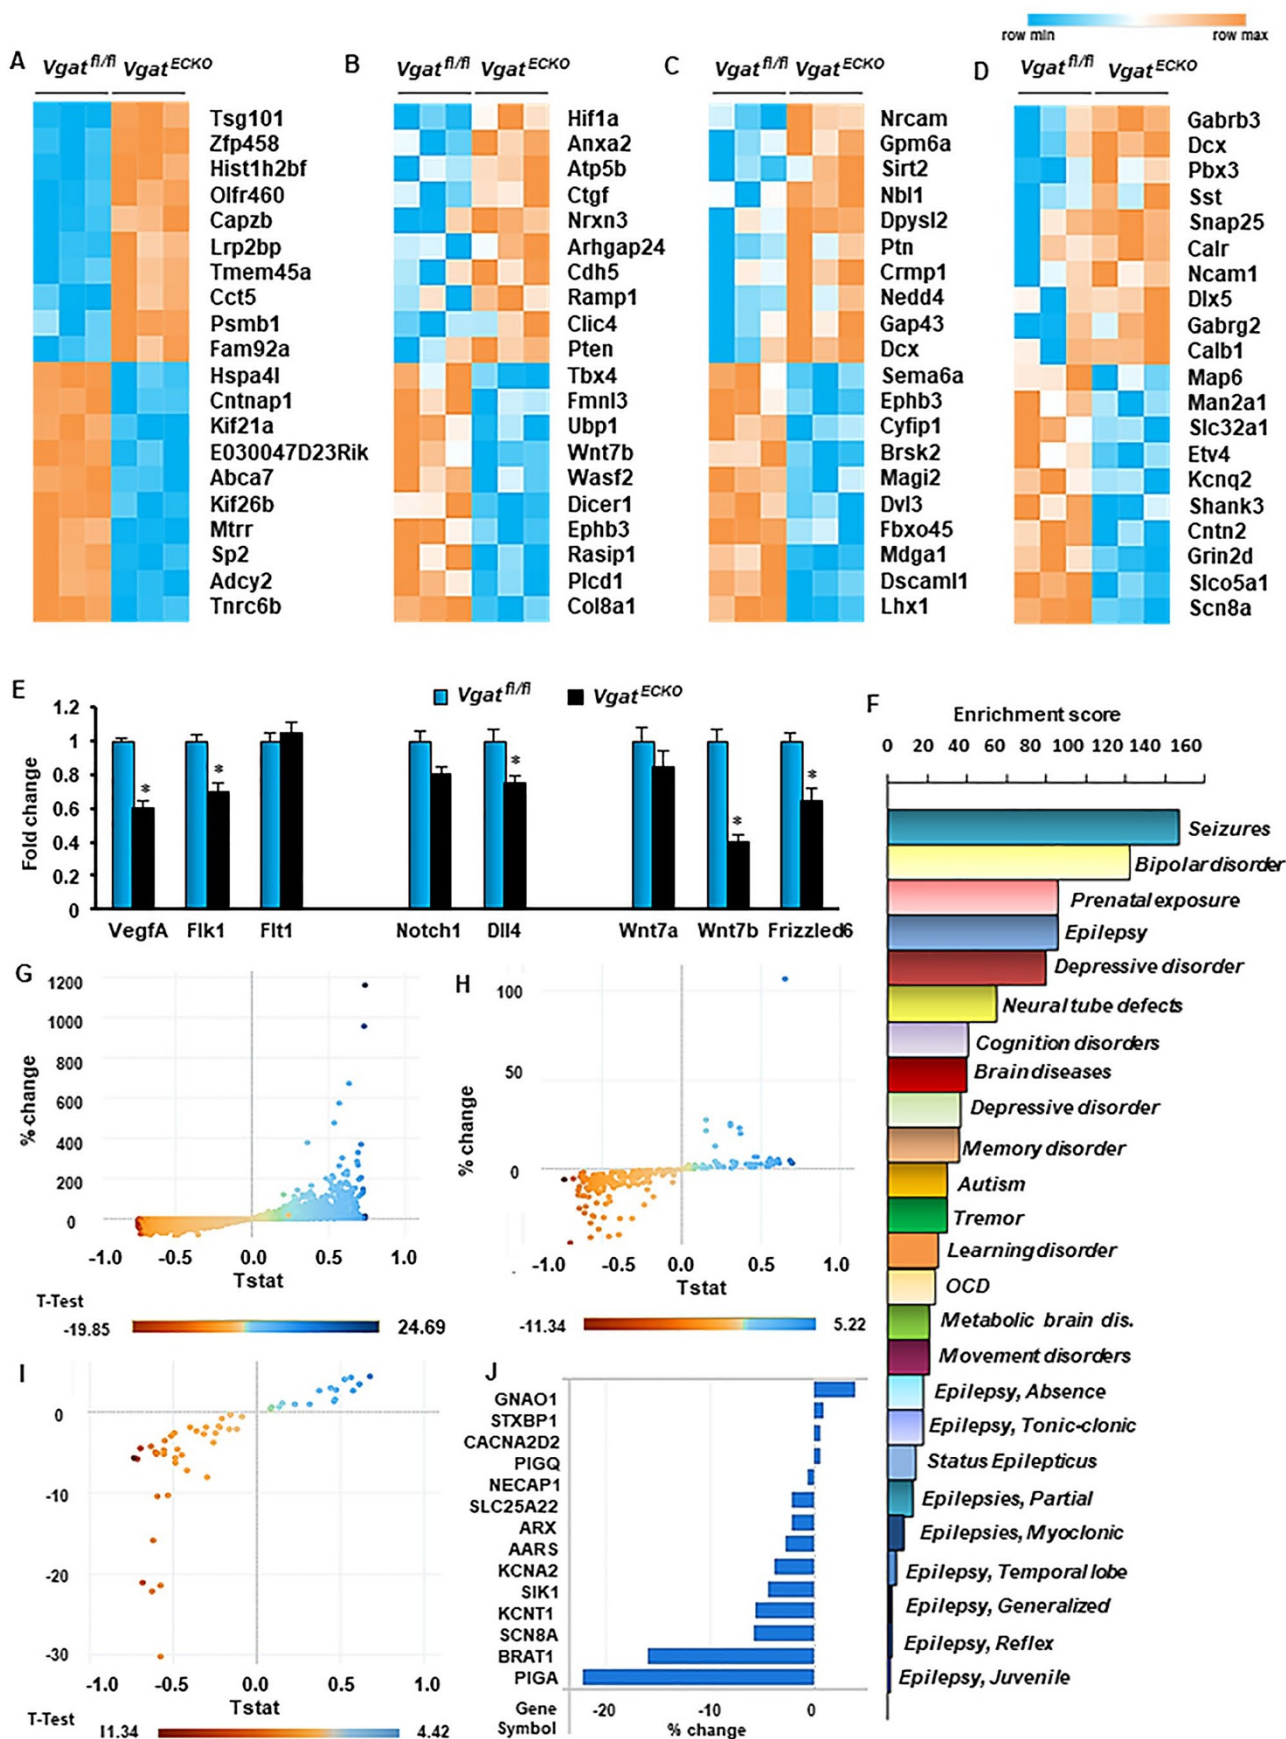 row min row max
A Vgat fl/fl Vgat ECKO
Tsg101
Zfp458
Hist1h2bf
Olfr460
Capzb
Lrp2bp
Tmem45a
Cct5
Psmb1
Fam92a
Hspa4l
Cntnap1
Kif21a
E030047D23Rik
Abca7
Kif26b
Mtrr
Sp2
Adcy2
Tnrc6b
B Vgat fl/fl Vgat ECKO
Hif1a
Anxa2
Atp5b
Ctgf
Nrxn3
Arhgap24
Cdh5
Ramp1
Clic4
Pten
Tbx4
Fmnl3
Ubp1
Wnt7b
Wasf2
Dicer1
Ephb3
Rasip1
Plcd1
Col8a1
C Vgat fl/fl Vgat ECKO
Nrcam
Gpm6a
Sirt2
Nbl1
Dpysl2
Ptn
Crmp1
Nedd4
Gap43
Dcx
Sema6a
Ephb3
Cyfip1
Brsk2
Magi2
Dvl3
Fbxo45
Mdga1
Dscaml1
Lhx1
D Vgat fl/fl Vgat ECKO
Gabrb3
Dcx
Pbx3
Sst
Snap25
Calr
Ncam1
Dlx5
Gabrg2
Calb1
Map6
Man2a1
Slc32a1
Etv4
Kcnq2
Shank3
Cntn2
Grin2d
Slco5a1
Scn8a
E
Vgat fl/fl Vgat ECKO
Fold change
1.2
1
0.8
0.6
0.4
0.2
0
* * * * *
VegfA Flk1 Flt1 Notch1 Dll4 Wnt7a Wnt7b Frizzled6
F
Enrichment score
0 20 40 60 80 100 120 140 160
Seizures
Bipolar disorder
Prenatal exposure
Epilepsy
Depressive disorder
Neural tube defects
Cognition disorders
Brain diseases
Depressive disorder
Memory disorder
Autism
Tremor
Learning disorder
OCD
Metabolic brain dis.
Movement disorders
Epilepsy, Absence
Epilepsy, Tonic-clonic
Status Epilepticus
Epilepsies, Partial
Epilepsies, Myoclonic
Epilepsy, Temporal lobe
Epilepsy, Generalized
Epilepsy, Reflex
Epilepsy, Juvenile
G
% change
1200
1000
800
600
400
200
0
-1.0 -0.5 0.0 0.5 1.0
Tstat
T-Test
-19.85 24.69
H
% change
100
50
0
-1.0 -0.5 0.0 0.5 1.0
Tstat
-11.34 5.22
I
0
-10
-20
-30
-1.0 -0.5 0.0 0.5 1.0
Tstat
T-Test
I1.34 4.42
J
GNAO1
STXBP1
CACNA2D2
PIGQ
NECAP1
SLC25A22
ARX
AARS
KCNA2
SIK1
KCNT1
SCN8A
BRAT1
PIGA
Gene
Symbol
-20 -10 0
% change